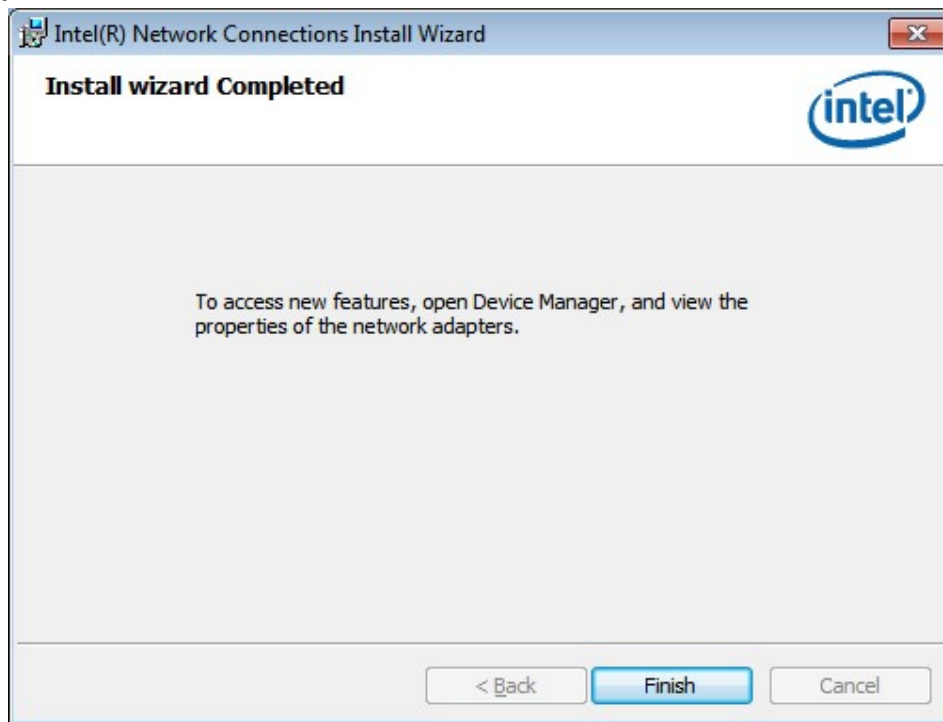 Intel(R) Network Connections Install Wizard
Install wizard Completed
intel
To access new features, open Device Manager, and view the
properties of the network adapters.
< Back
Finish
Cancel